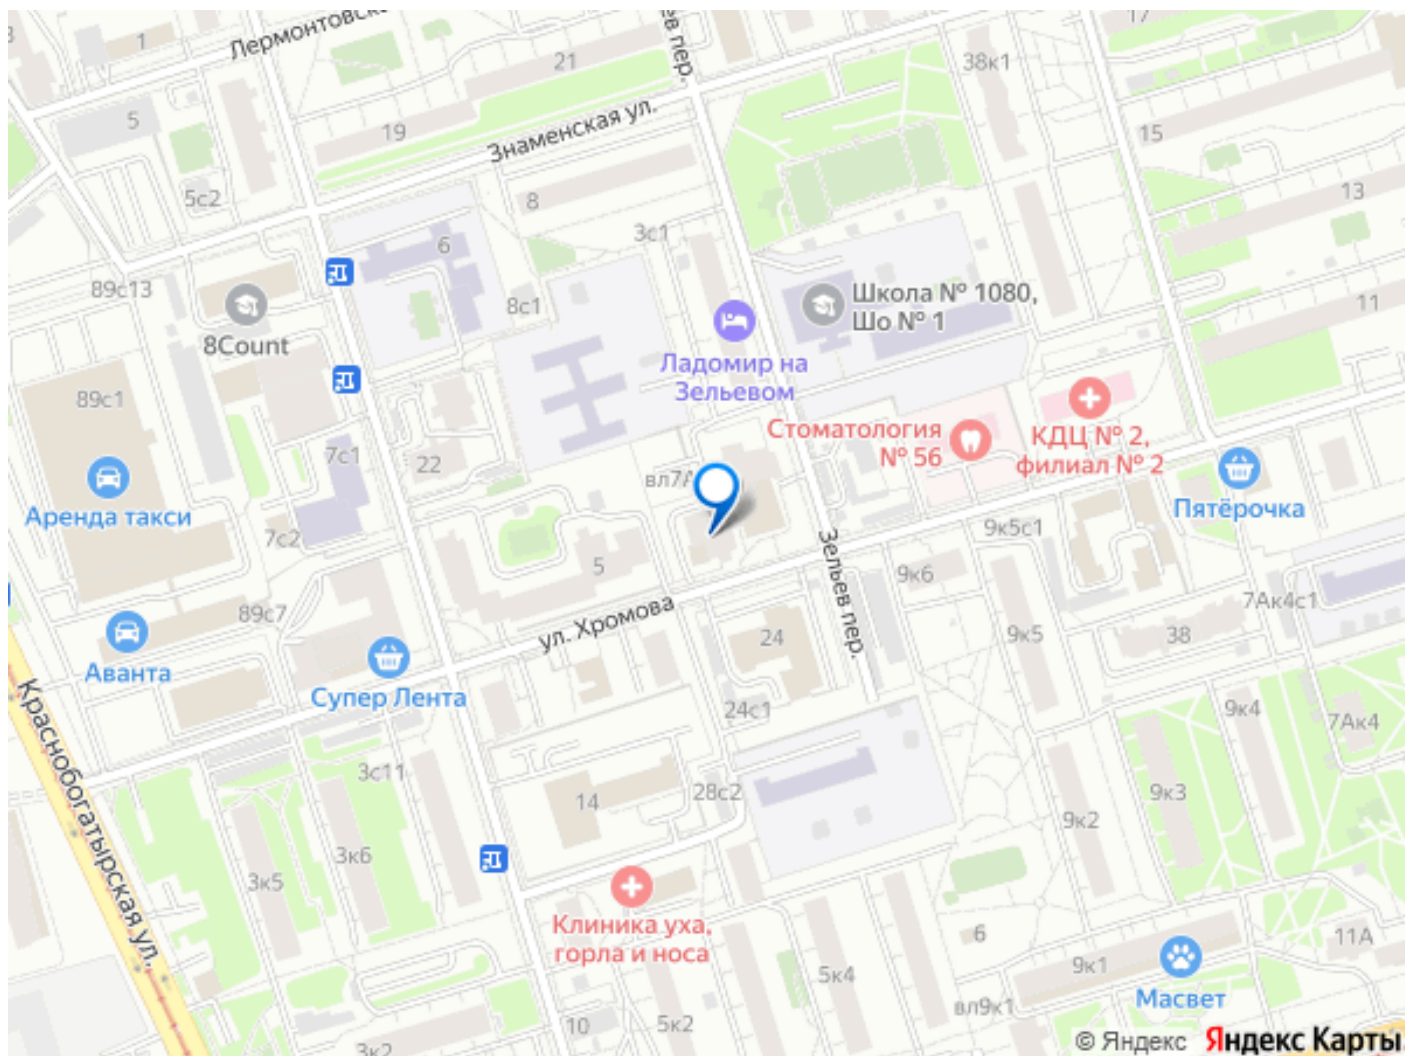 Лермонтовска
ев пер.
17
1
21
38к1
5
19
Знаменская ул.
15
5с2
8
13
3с1
6
89с13
8с1
Школа № 1080,
Шо № 1
11
8Count
Ладомир на
Зельевом
89с1
КДЦ № 2,
филиал № 2
Стоматология
№ 56
7с1
22
вл7А
Аренда такси
Пятёрочка
7с2
9к5с1
Зельев пер.
5
9к6
7Ак4с1
89с7
ул. Хромова
24
9к5
38
Аванта
Супер Лента
Краснобогатырская ул.
24с1
9к4
7Ак4
3с11
28с2
14
9к3
9к2
3к6
3к5
Клиника уха,
горла и носа
6
11А
9к1
5к4
Масвет
вл9к1
10
5к2
3к2
© Яндекс Яндекс Карты